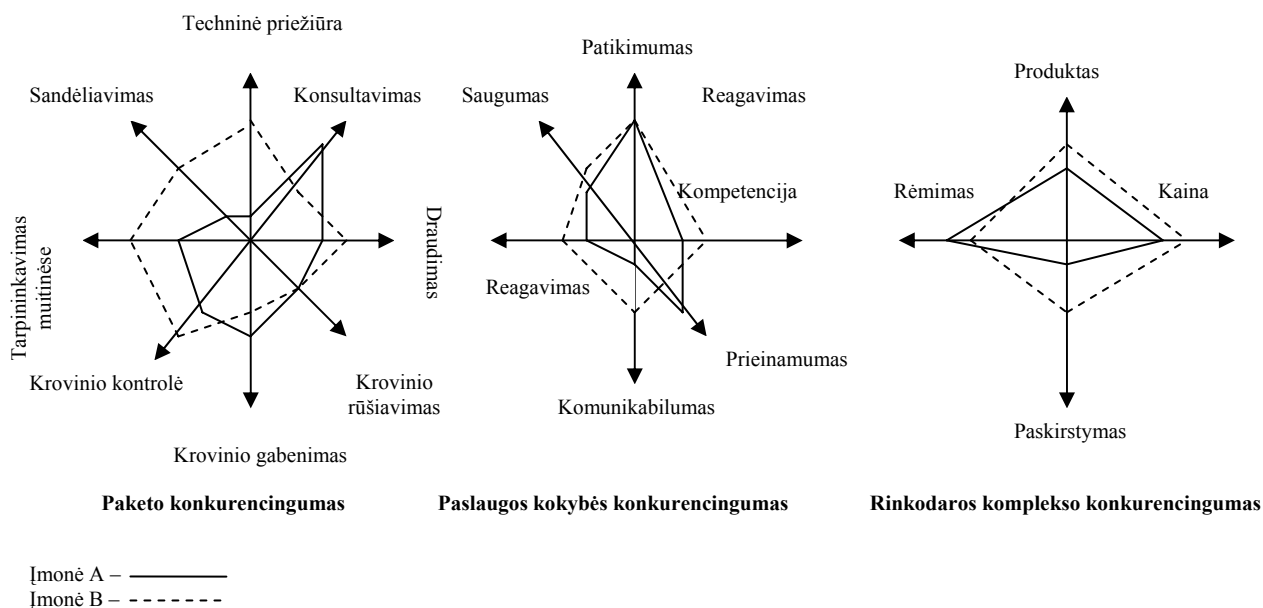 Techninė priežiūra
Sandėliavimas
Konsultavimas
Draudimas
Tarpininkavimas
muitinėse
Krovinio kontrolė
Krovinio
rūšiavimas
Krovinio gabenimas
Paketo konkurencingumas
Patikimumas
Saugumas
Reagavimas
Kompetencija
Reagavimas
Prieinamumas
Komunikabilumas
Paslaugos kokybės konkurencingumas
Produktas
Rėmimas
Kaina
Paskirstymas
Rinkodaros komplekso konkurencingumas
Įmonė A –
Įmonė B –